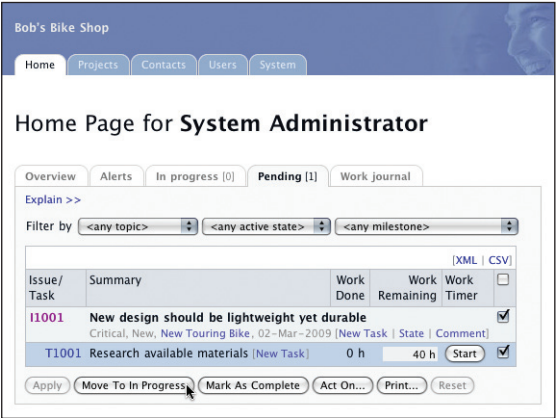 Bob's Bike Shop
Home Projects Contacts Users System
Home Page for System Administrator
Overview Alerts In progress [0] Pending [1] Work journal
Explain >>
Filter by <any topic> <any active state> <any milestone>
[XML | CSV]
Issue/ Summary Work Work Work
Task Done Remaining Timer
I1001 New design should be lightweight yet durable
Critical, New, New Touring Bike, 02-Mar-2009 [New Task | State | Comment]
T1001 Research available materials [New Task] 0 h 40 h Start
Apply Move To In Progress Mark As Complete Act On... Print... Reset